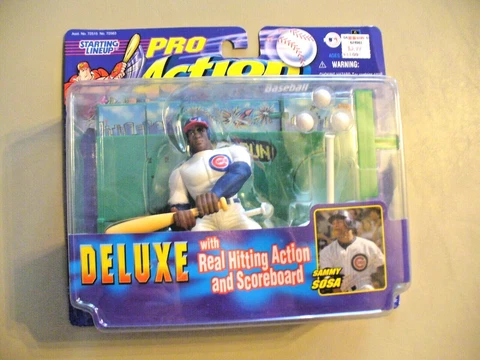 STARTING
LINEUP
PRO
Action
Baseball
WARNING:
RUN
DELUXE
with
Real Hitting Action
and Scoreboard
SAMMY
SOSA